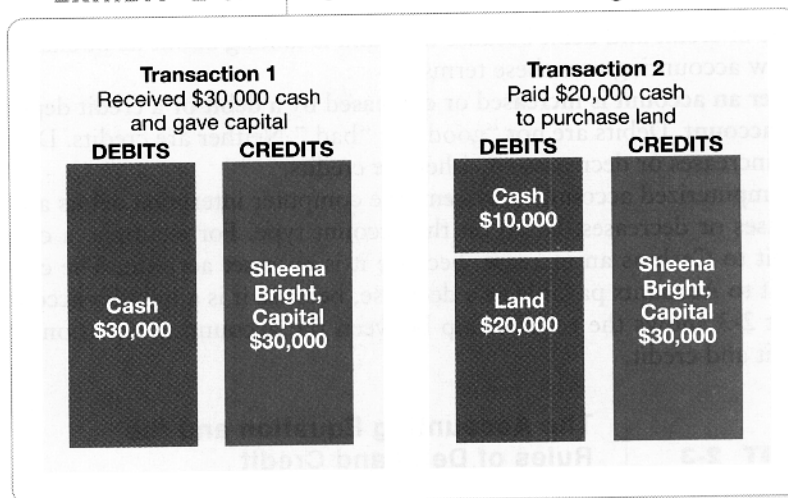 Transaction 1
Received $30,000 cash
and gave capital
DEBITS CREDITS
Cash
$30,000
Sheena
Bright,
Capital
$30,000
Transaction 2
Paid $20,000 cash
to purchase land
DEBITS CREDITS
Cash
$10,000
Land
$20,000
Sheena
Bright,
Capital
$30,000